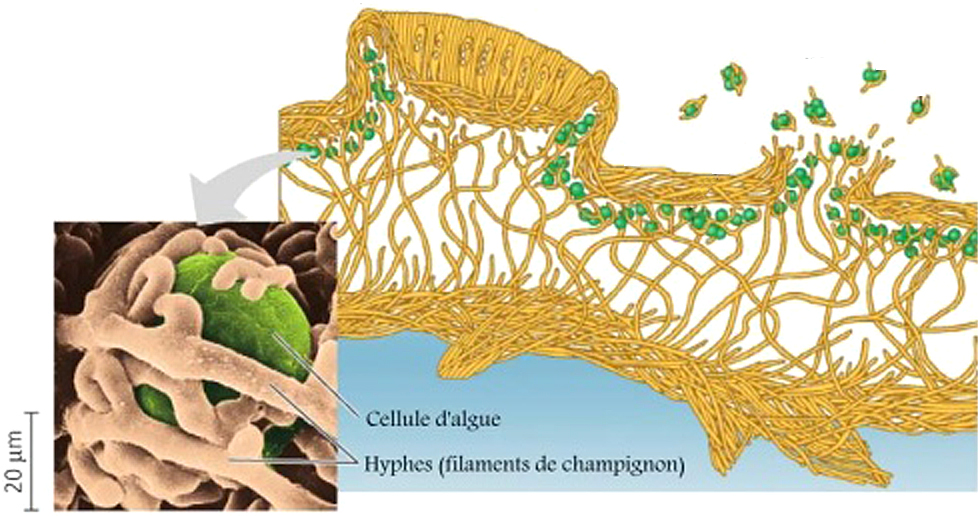 Cellule d'algue
Hyphes (filaments de champignon)
20 µm